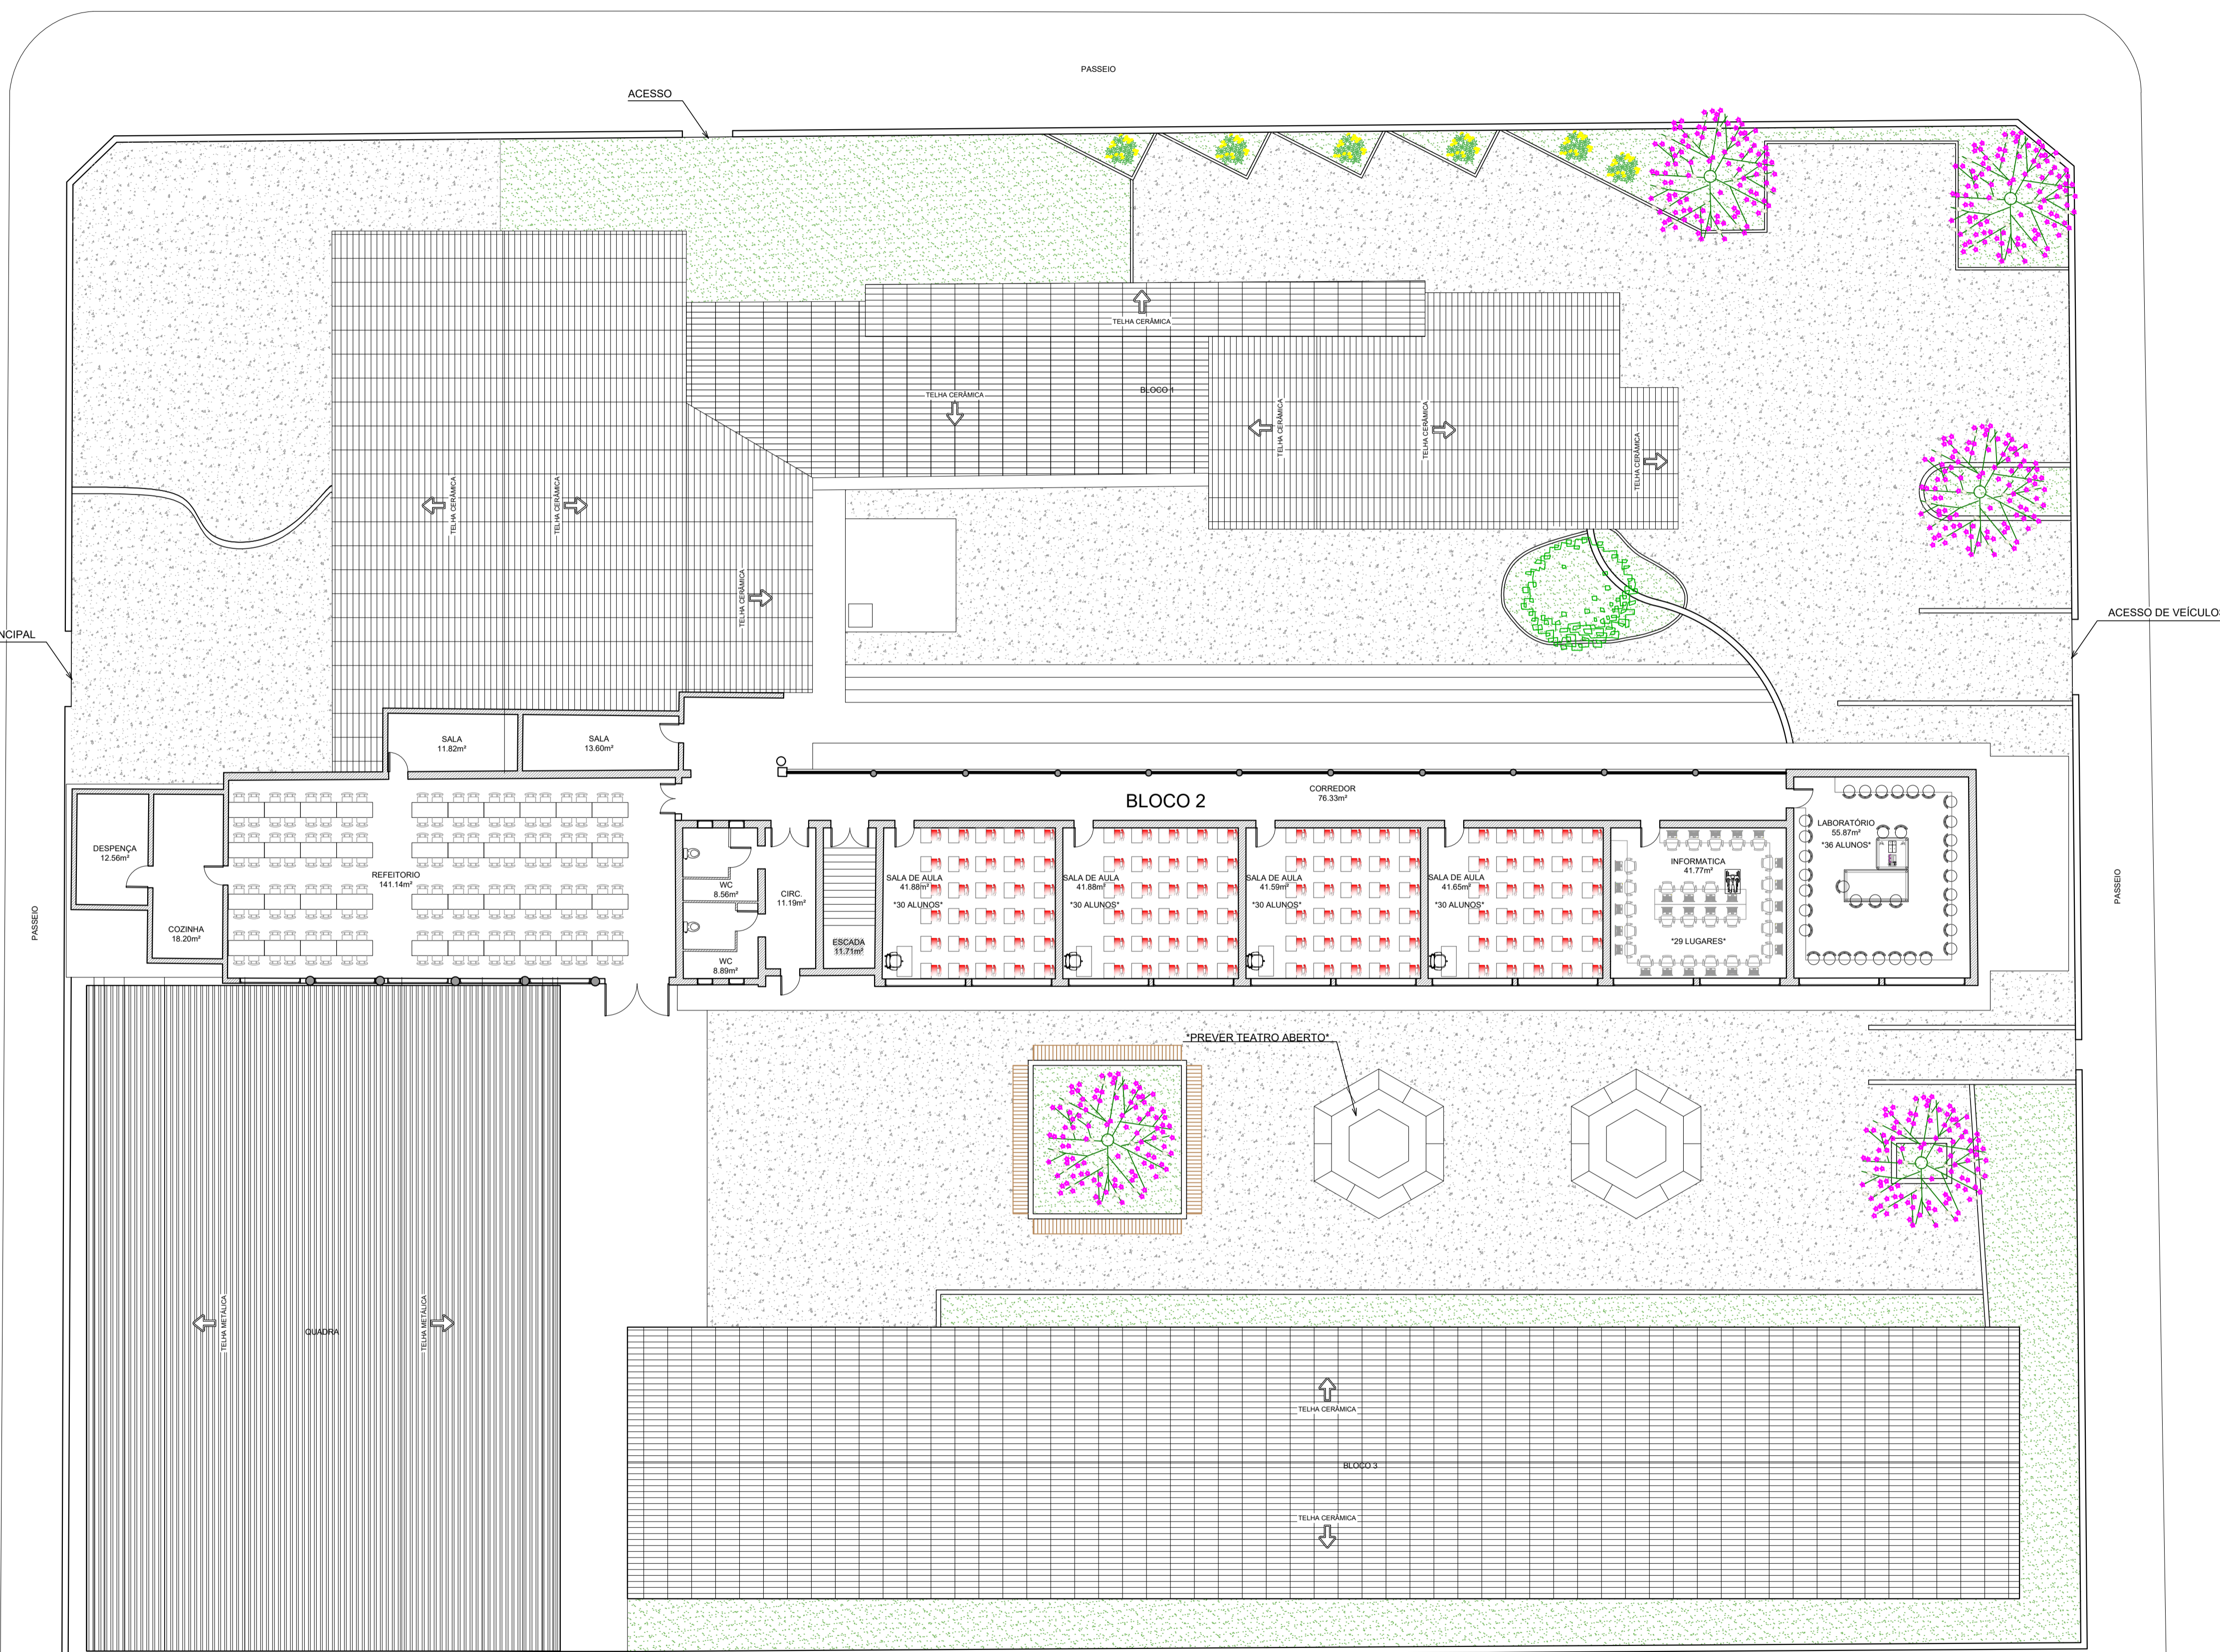 PASSEIO
ACESSO
TELHA CERÂMICA
BLOCO 1
TELHA CERÂMICA
TELHA CERÂMICA
TELHA CERÂMICA
TELHA CERÂMICA
TELHA CERÂMICA
TELHA CERÂMICA
TELHA CERÂMICA
NCIPAL
ACESSO DE VEÍCULOS
SALA
11.82m²
SALA
13.60m²
BLOCO 2
CORREDOR
76.33m²
DESPENÇA
12.56m²
COZINHA
18.20m²
REFEITORIO
141.14m²
WC
8.56m²
WC
8.89m²
CIRC.
11.19m²
ESCADA
11.71m²
SALA DE AULA
41.88m²
*30 ALUNOS*
SALA DE AULA
41.88m²
*30 ALUNOS*
SALA DE AULA
41.59m²
*30 ALUNOS*
SALA DE AULA
41.65m²
*30 ALUNOS*
INFORMATICA
41.77m²
*29 LUGARES*
LABORATÓRIO
55.87m²
*36 ALUNOS*
PASSEIO
PASSEIO
*PREVER TEATRO ABERTO*
TELHA METÁLICA
QUADRA
TELHA METÁLICA
TELHA CERÂMICA
BLOCO 3
TELHA CERÂMICA